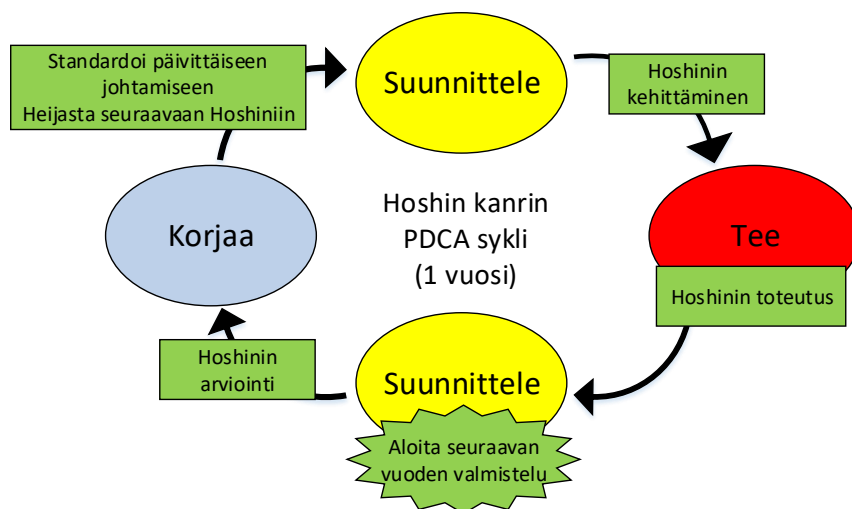 Standardoi päivittäiseen
johtamiseen
Heijasta seuraavaan Hoshiniin
Suunnittele
Hoshinin
kehittäminen
Korjaa
Hoshin kanrin
PDCA sykli
(1 vuosi)
Tee
Hoshinin toteutus
Hoshinin
arviointi
Suunnittele
Aloita seuraavan
vuoden valmistelu